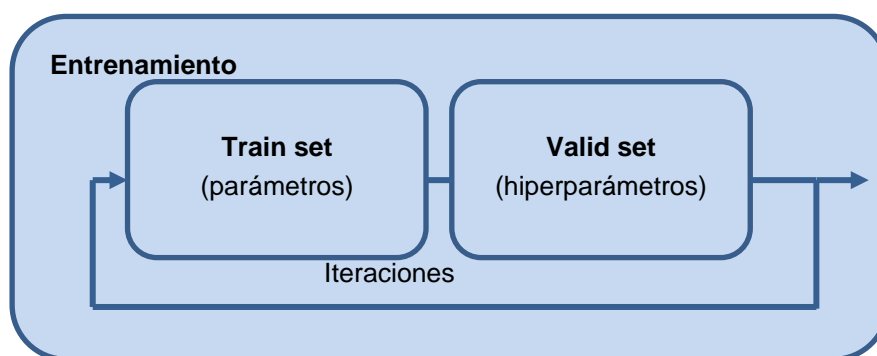 Entrenamiento
Train set
(parámetros)
Valid set
(hiperparámetros)
Iteraciones